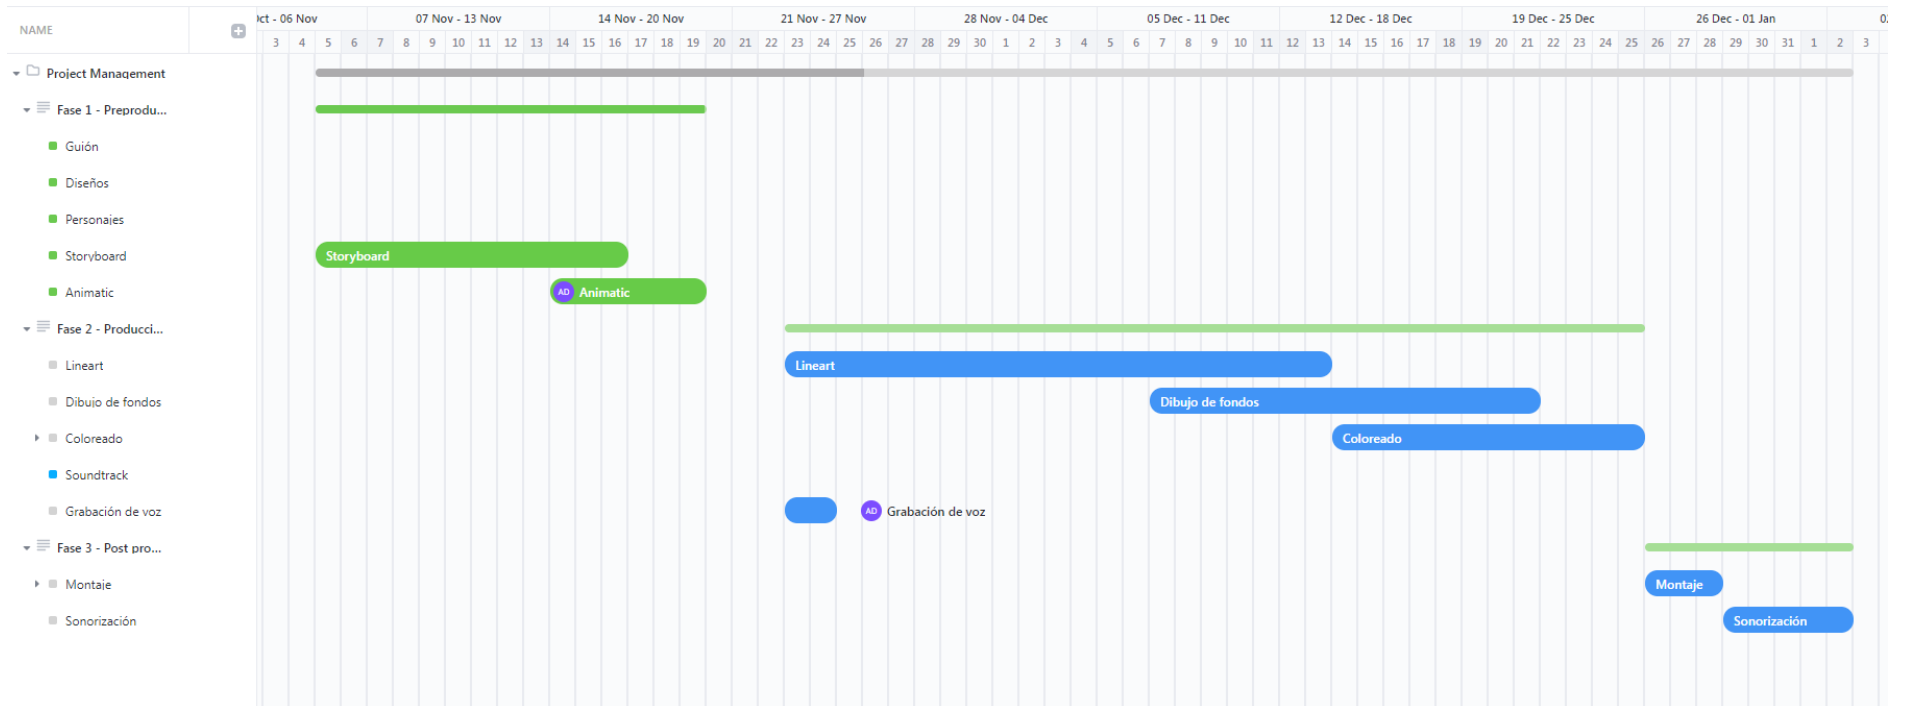 NAME
Oct - 06 Nov 07 Nov - 13 Nov 14 Nov - 20 Nov 21 Nov - 27 Nov 28 Nov - 04 Dec 05 Dec - 11 Dec 12 Dec - 18 Dec 19 Dec - 25 Dec 26 Dec - 01 Jan 02
3 4 5 6 7 8 9 10 11 12 13 14 15 16 17 18 19 20 21 22 23 24 25 26 27 28 29 30 1 2 3 4 5 6 7 8 9 10 11 12 13 14 15 16 17 18 19 20 21 22 23 24 25 26 27 28 29 30 31 1 2 3
Project Management
Fase 1 - Preprodu...
Guión
Diseños
Personajes
Storyboard Storyboard
Animatic AD Animatic
Fase 2 - Producci...
Lineart Lineart
Dibujo de fondos Dibujo de fondos
Coloreado Coloreado
Soundtrack
Grabación de voz AD Grabación de voz
Fase 3 - Post pro...
Montaje Montaje
Sonorización Sonorización